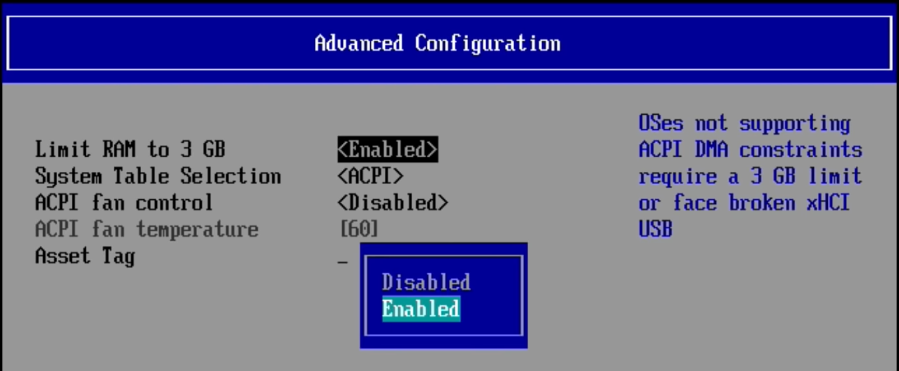 Advanced Configuration
Limit RAM to 3 GB <Enabled>
System Table Selection <ACPI>
ACPI fan control <Disabled>
ACPI fan temperature [60]
Asset Tag _
Disabled
Enabled
OSes not supporting
ACPI DMA constraints
require a 3 GB limit
or face broken xHCI
USB